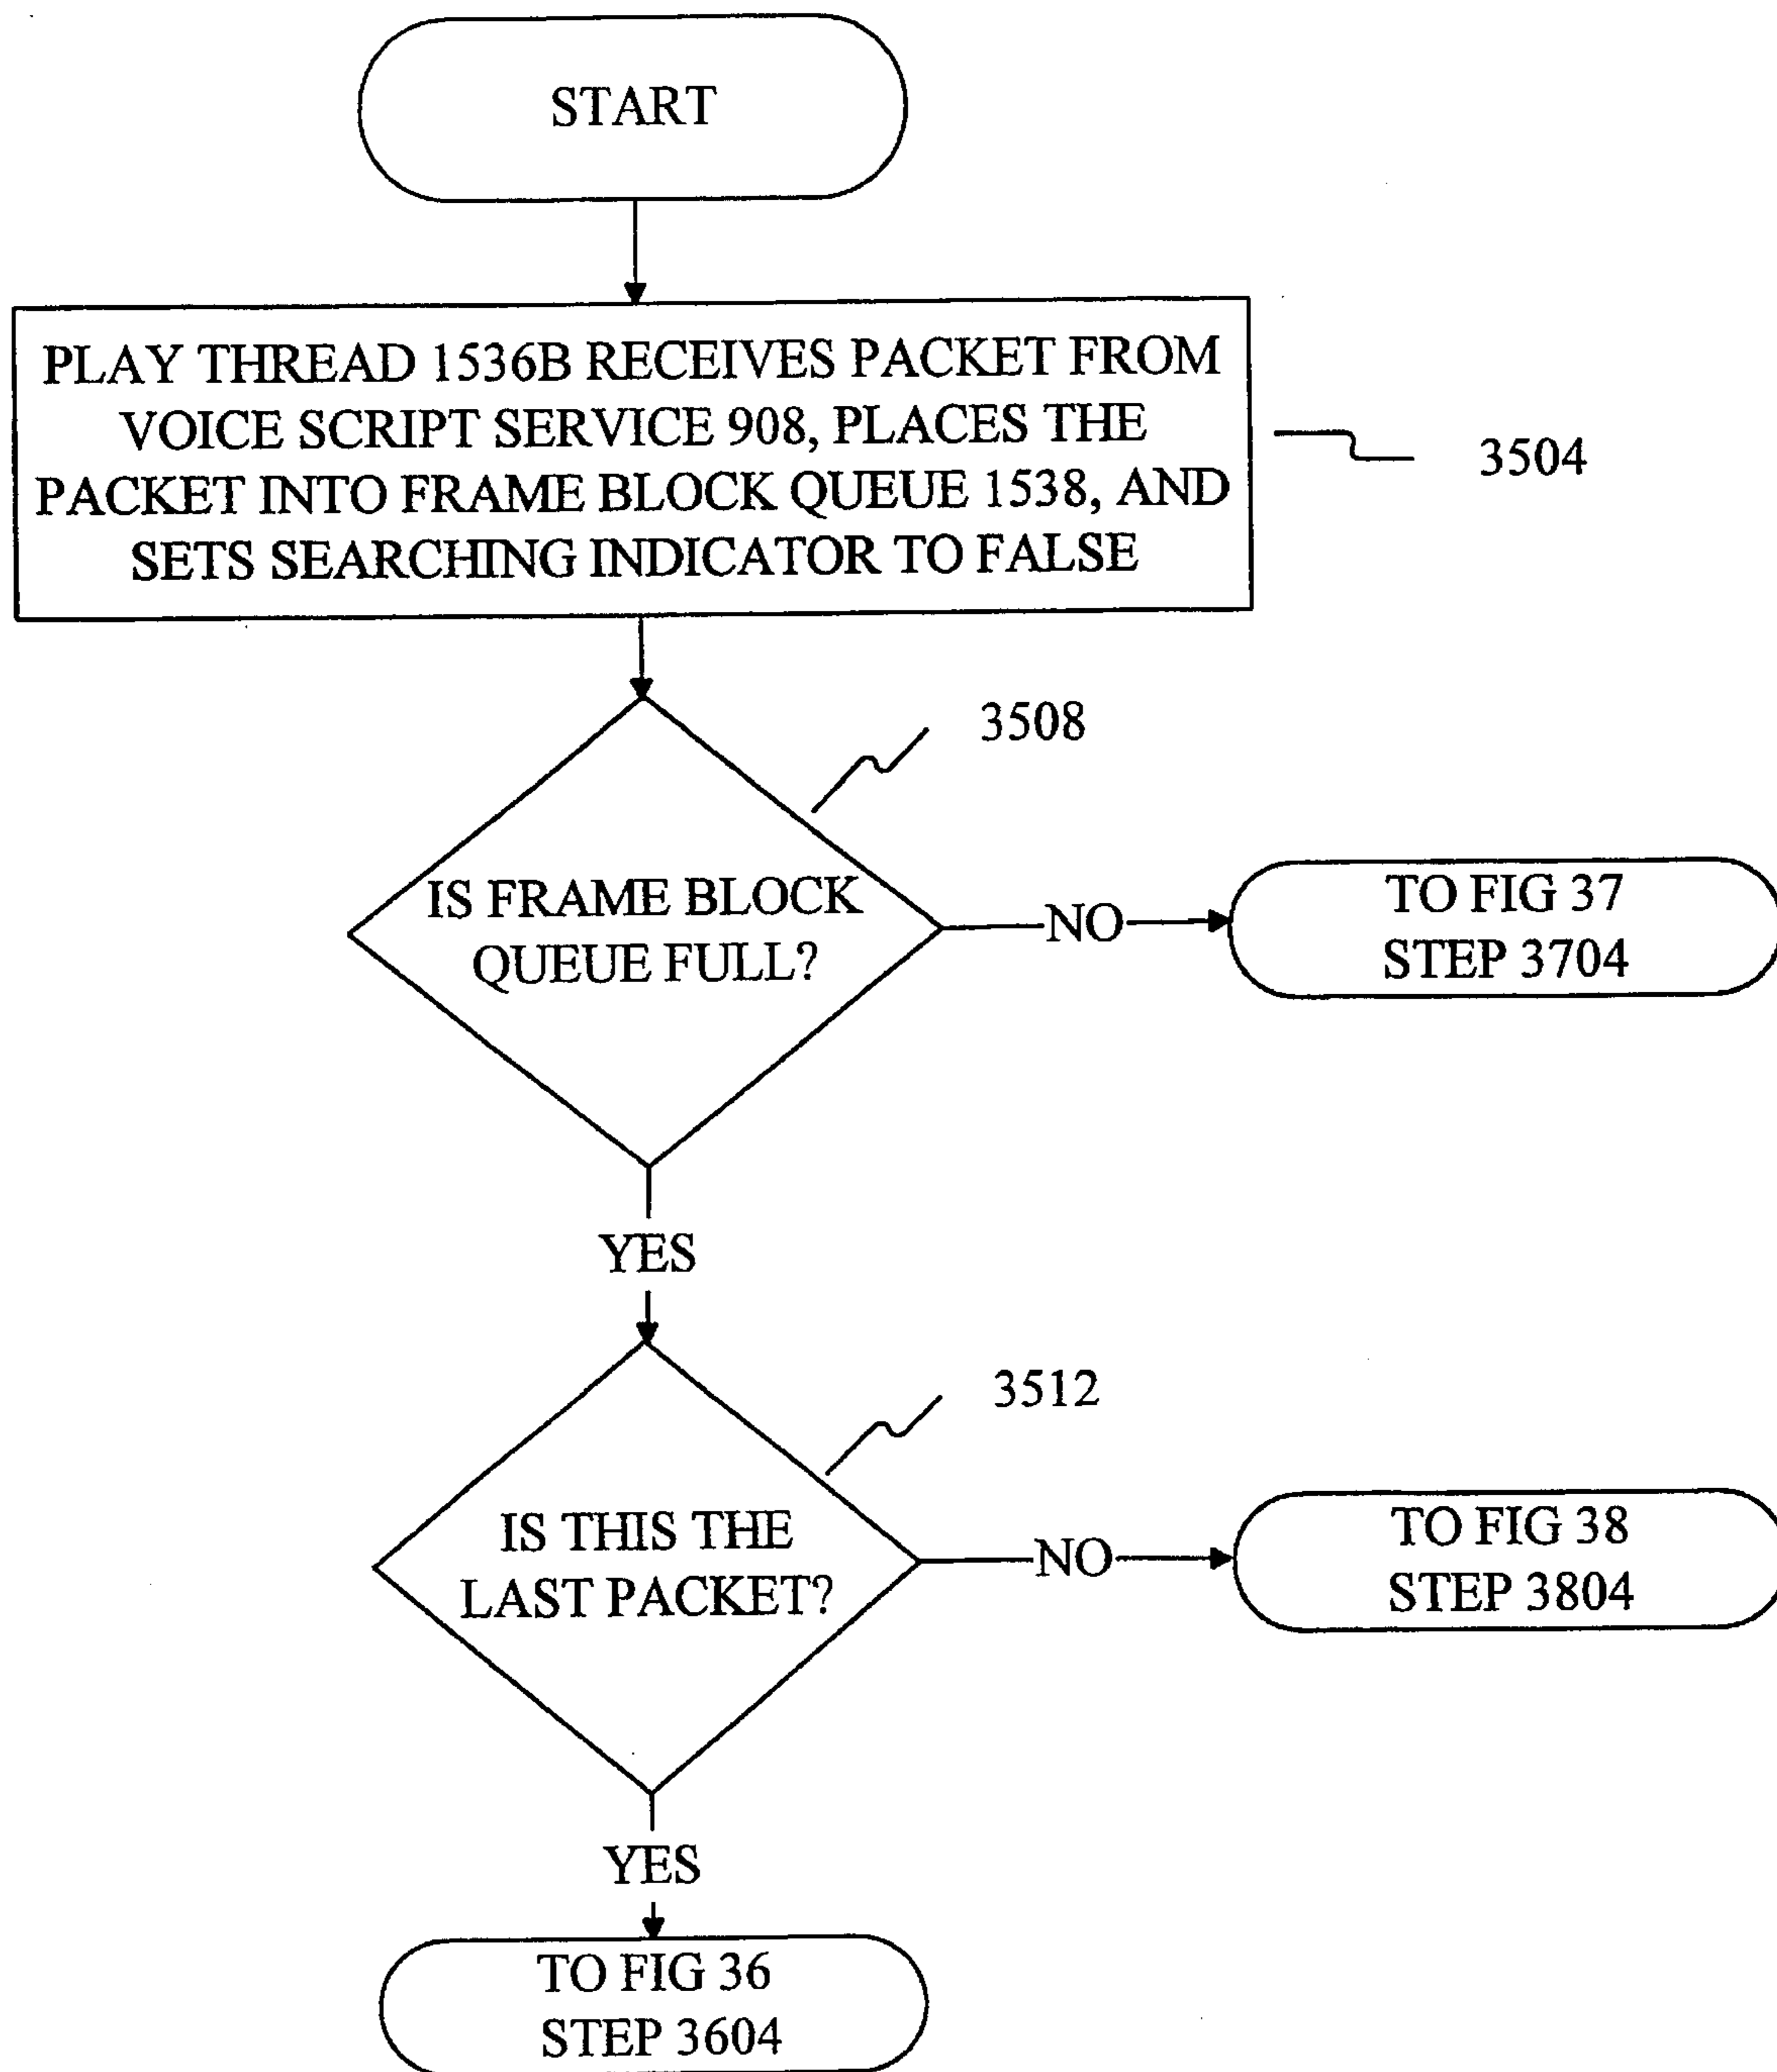 START
PLAY THREAD 1536B RECEIVES PACKET FROM
VOICE SCRIPT SERVICE 908, PLACES THE
PACKET INTO FRAME BLOCK QUEUE 1538, AND
SETS SEARCHING INDICATOR TO FALSE
3504
3508
IS FRAME BLOCK
QUEUE FULL?
NO
TO FIG 37
STEP 3704
YES
3512
IS THIS THE
LAST PACKET?
NO
TO FIG 38
STEP 3804
YES
TO FIG 36
STEP 3604